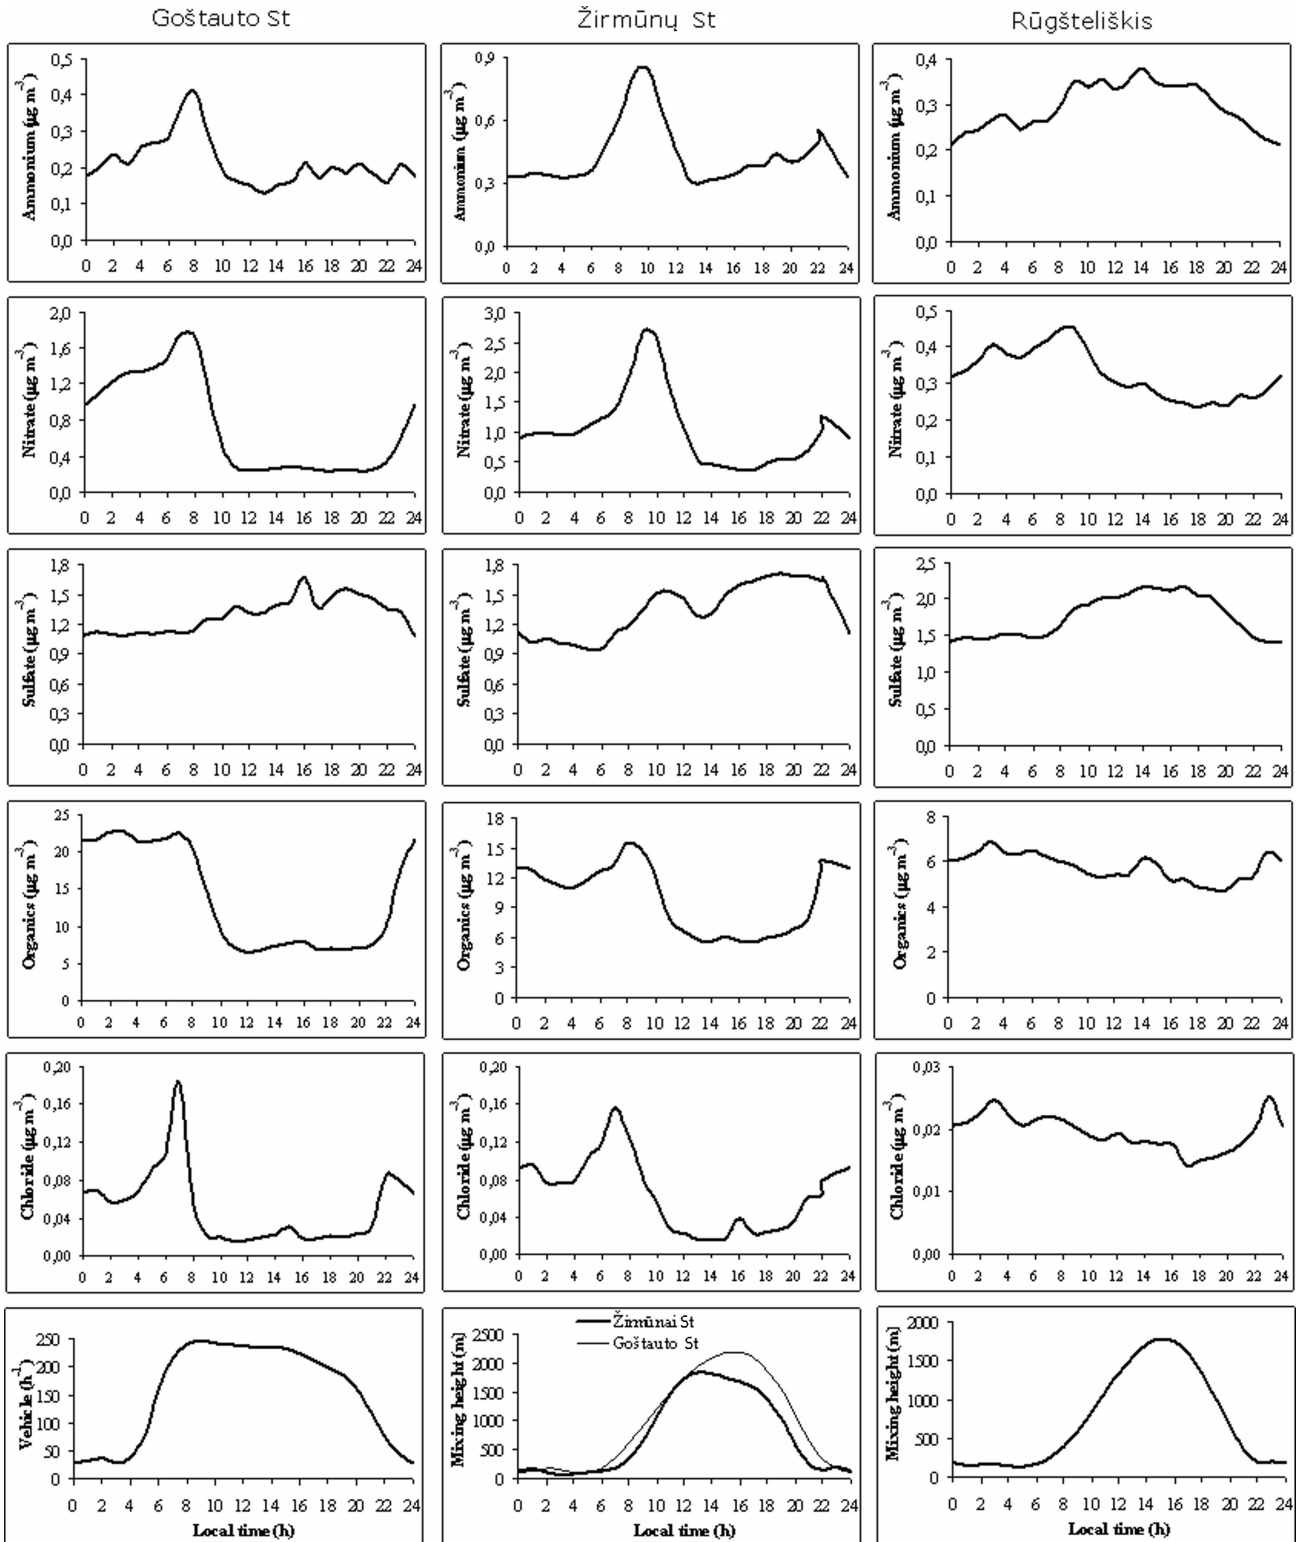 Goštauto St
Žirmūnų St
Rūgšteliškis
Ammonium (µg m⁻³)
0,5
0,4
0,3
0,2
0,1
0,0
0 2 4 6 8 10 12 14 16 18 20 22 24
Ammonium (µg m⁻³)
0,9
0,6
0,3
0,0
0 2 4 6 8 10 12 14 16 18 20 22 24
Ammonium (µg m⁻³)
0,4
0,3
0,2
0,1
0,0
0 2 4 6 8 10 12 14 16 18 20 22 24
Nitrate (µg m⁻³)
2,0
1,6
1,2
0,8
0,4
0,0
0 2 4 6 8 10 12 14 16 18 20 22 24
Nitrate (µg m⁻³)
3,0
2,5
2,0
1,5
1,0
0,5
0,0
0 2 4 6 8 10 12 14 16 18 20 22 24
Nitrate (µg m⁻³)
0,5
0,4
0,3
0,2
0,1
0,0
0 2 4 6 8 10 12 14 16 18 20 22 24
Sulfate (µg m⁻³)
1,8
1,5
1,2
0,9
0,6
0,3
0,0
0 2 4 6 8 10 12 14 16 18 20 22 24
Sulfate (µg m⁻³)
1,8
1,5
1,2
0,9
0,6
0,3
0,0
0 2 4 6 8 10 12 14 16 18 20 22 24
Sulfate (µg m⁻³)
2,5
2,0
1,5
1,0
0,5
0,0
0 2 4 6 8 10 12 14 16 18 20 22 24
Organics (µg m⁻³)
25
20
15
10
5
0
0 2 4 6 8 10 12 14 16 18 20 22 24
Organics (µg m⁻³)
18
15
12
9
6
3
0
0 2 4 6 8 10 12 14 16 18 20 22 24
Organics (µg m⁻³)
8
6
4
2
0
0 2 4 6 8 10 12 14 16 18 20 22 24
Chloride (µg m⁻³)
0,20
0,16
0,12
0,08
0,04
0,00
0 2 4 6 8 10 12 14 16 18 20 22 24
Chloride (µg m⁻³)
0,20
0,16
0,12
0,08
0,04
0,00
0 2 4 6 8 10 12 14 16 18 20 22 24
Chloride (µg m⁻³)
0,03
0,02
0,01
0,00
0 2 4 6 8 10 12 14 16 18 20 22 24
Vehicle (h⁻¹)
250
200
150
100
50
0
0 2 4 6 8 10 12 14 16 18 20 22 24
Local time (h)
Mixing height (m)
Žirmūnai St
Goštauto St
2500
2000
1500
1000
500
0
0 2 4 6 8 10 12 14 16 18 20 22 24
Local time (h)
Mixing height (m)
2000
1500
1000
500
0
0 2 4 6 8 10 12 14 16 18 20 22 24
Local time (h)